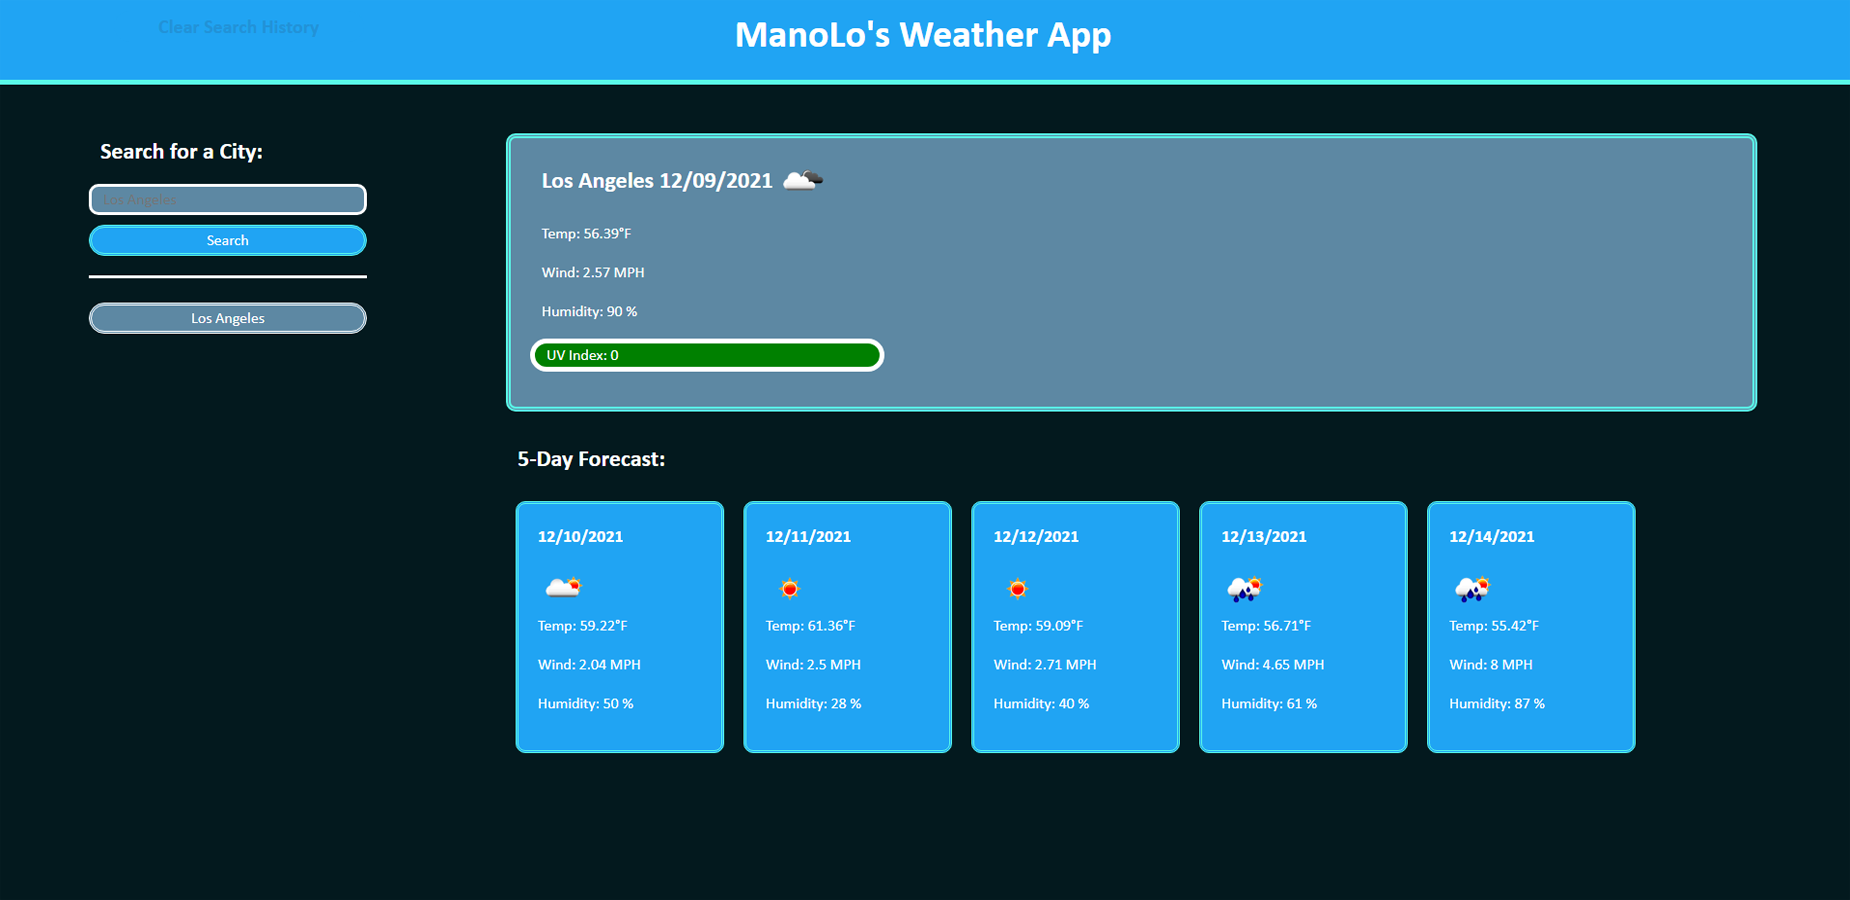 Clear Search History
ManoLo's Weather App
Search for a City:
Los Angeles
Search
Los Angeles
Los Angeles 12/09/2021
Temp: 56.39°F
Wind: 2.57 MPH
Humidity: 90 %
UV Index: 0
5-Day Forecast:
12/10/2021
Temp: 59.22°F
Wind: 2.04 MPH
Humidity: 50 %
12/11/2021
Temp: 61.36°F
Wind: 2.5 MPH
Humidity: 28 %
12/12/2021
Temp: 59.09°F
Wind: 2.71 MPH
Humidity: 40 %
12/13/2021
Temp: 56.71°F
Wind: 4.65 MPH
Humidity: 61 %
12/14/2021
Temp: 55.42°F
Wind: 8 MPH
Humidity: 87 %